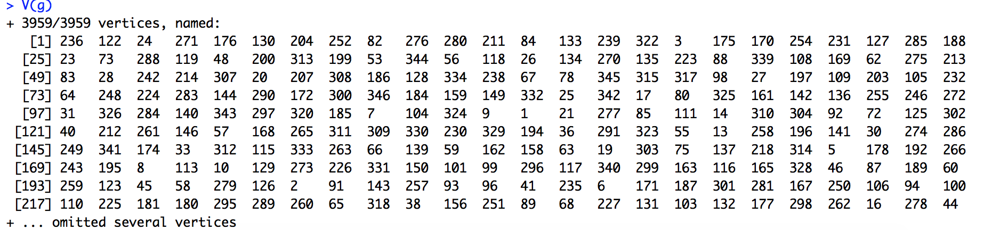 > V(g)
+ 3959/3959 vertices, named:
[1] 236 122 24 271 176 130 204 252 82 276 280 211 84 133 239 322 3 175 170 254 231 127 285 188
[25] 23 73 288 119 48 200 313 199 53 344 56 118 26 134 270 135 223 88 339 108 169 62 275 213
[49] 83 28 242 214 307 20 207 308 186 128 334 238 67 78 345 315 317 98 27 197 109 203 105 232
[73] 64 248 224 283 144 290 172 300 346 184 159 149 332 25 342 17 80 325 161 142 136 255 246 272
[97] 31 326 284 140 343 297 320 185 7 104 324 9 1 21 277 85 111 14 310 304 92 72 125 302
[121] 40 212 261 146 57 168 265 311 309 330 230 329 194 36 291 323 55 13 258 196 141 30 274 286
[145] 249 341 174 33 312 115 333 263 66 139 59 162 158 63 19 303 75 137 218 314 5 178 192 266
[169] 243 195 8 113 10 129 273 226 331 150 101 99 296 117 340 299 163 116 165 328 46 87 189 60
[193] 259 123 45 58 279 126 2 91 143 257 93 96 41 235 6 171 187 301 281 167 250 106 94 100
[217] 110 225 181 180 295 289 260 65 318 38 156 251 89 68 227 131 103 132 177 298 262 16 278 44
+ ... omitted several vertices